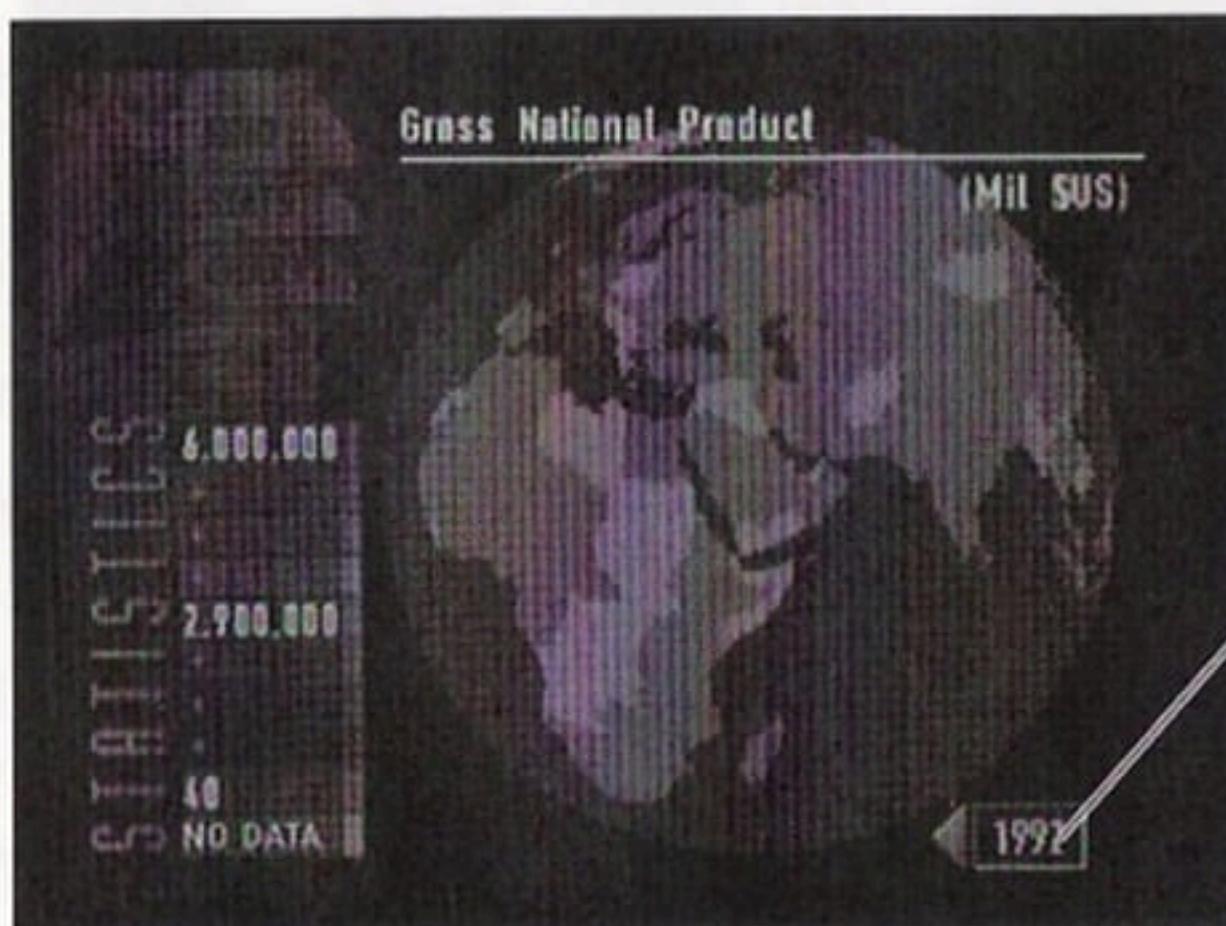 Gross National Product
(Mil $US)
STATISTICS
6.000.000
2.900.000
40
NO DATA
1992